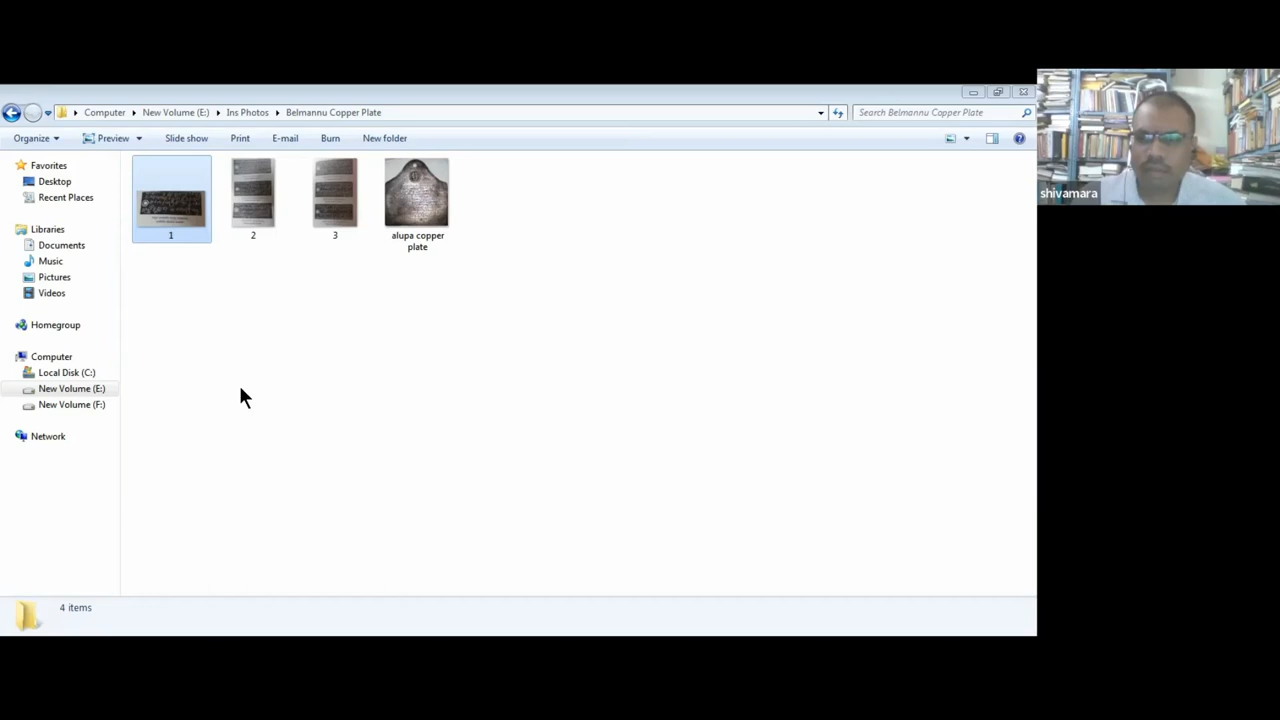 Computer
New Volume (E:)
Ins Photos
Belmannu Copper Plate
Search Belmannu Copper Plate
Organize
Preview
Slide show
Print
E-mail
Burn
New folder
Favorites
Desktop
Recent Places
Libraries
Documents
Music
Pictures
Videos
Homegroup
Computer
Local Disk (C:)
New Volume (E:)
New Volume (F:)
Network
1
2
3
alupa copper
plate
4 items
shivamara